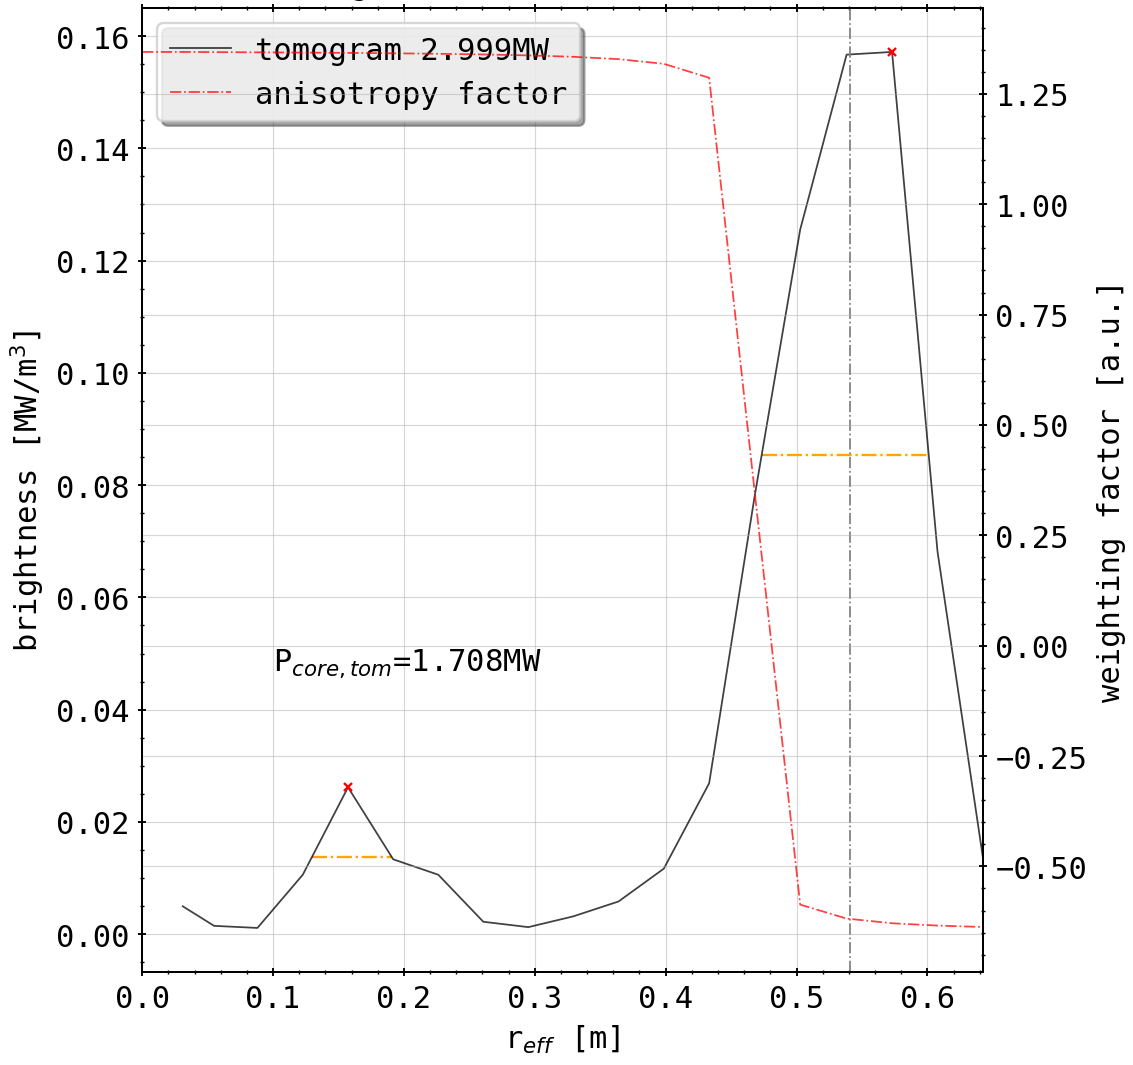 tomogram 2.999MW
anisotropy factor
0.16
0.14
0.12
0.10
0.08
0.06
0.04
0.02
0.00
brightness [MW/m³]
1.25
1.00
0.75
0.50
0.25
0.00
−0.25
−0.50
weighting factor [a.u.]
P_core,tom=1.708MW
0.0 0.1 0.2 0.3 0.4 0.5 0.6
r_eff [m]